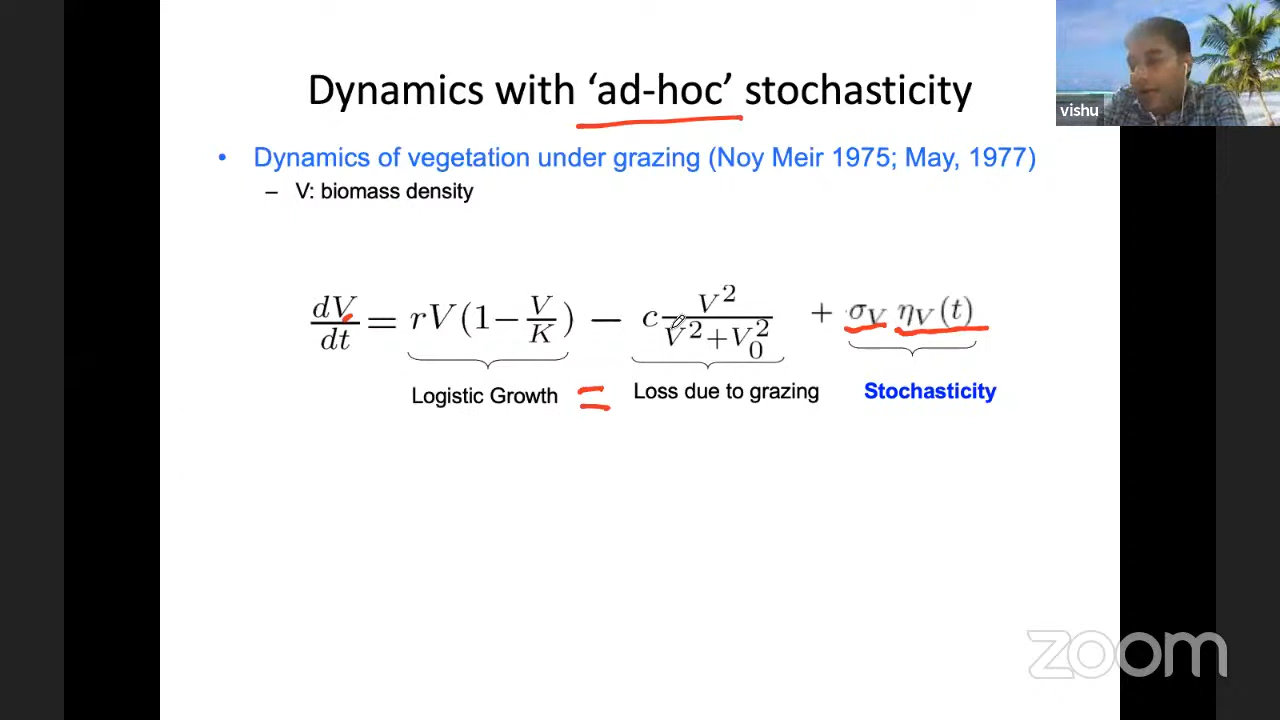 Dynamics with ‘ad-hoc’ stochasticity
vishu
• Dynamics of vegetation under grazing (Noy Meir 1975; May, 1977)
– V: biomass density
dV/dt = rV(1−V/K) − c V²/(V²+V₀²) + σ_V η_V(t)
Logistic Growth = Loss due to grazing Stochasticity
zoom